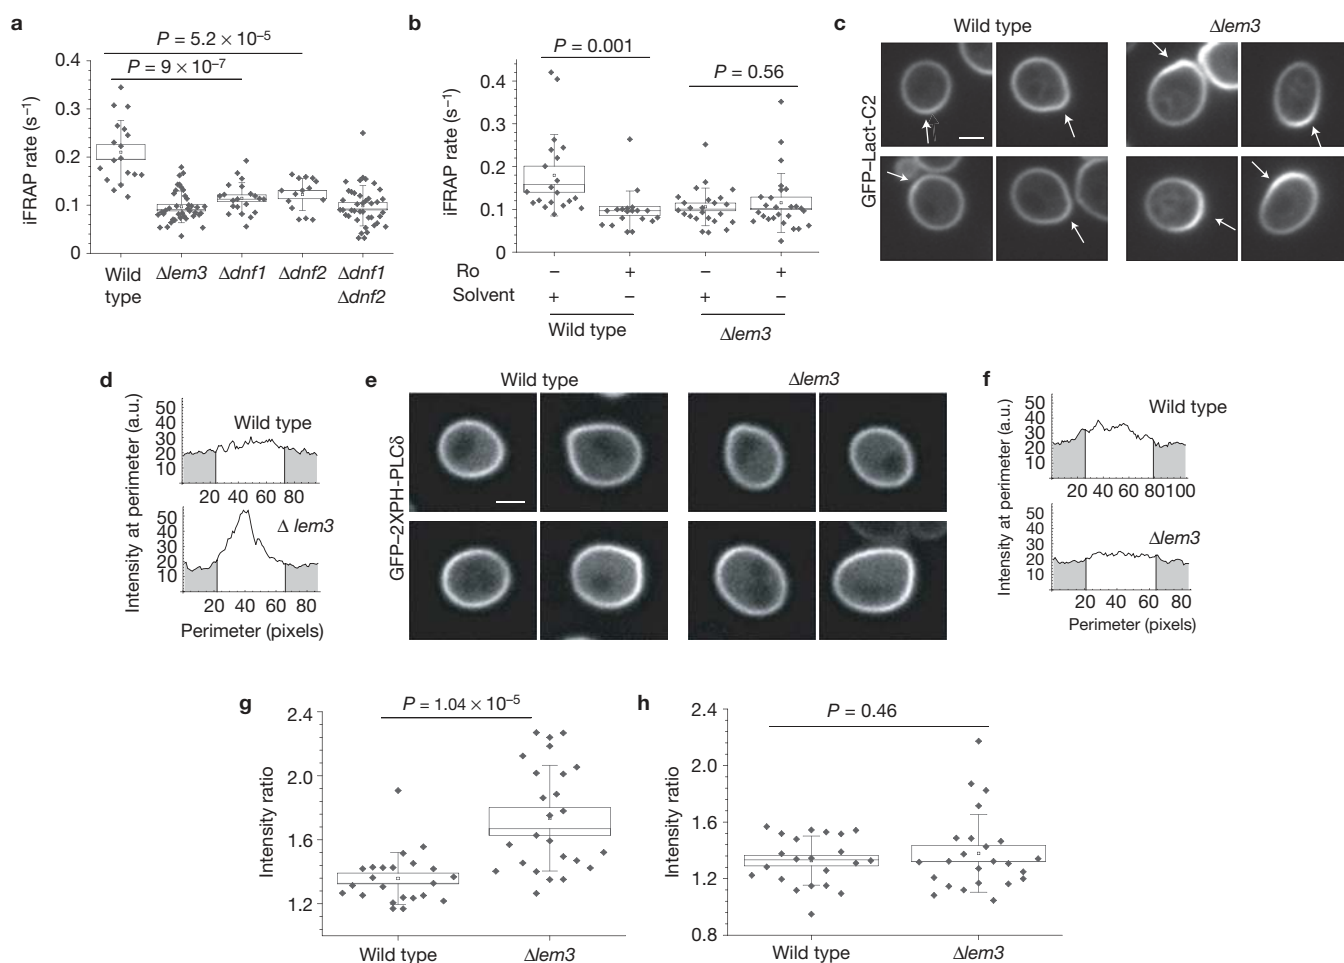 a
P = 5.2 × 10⁻⁵
P = 9 × 10⁻⁷
iFRAP rate (s⁻¹)
0.4
0.3
0.2
0.1
0
Wild type
Δlem3
Δdnf1
Δdnf2
Δdnf1
Δdnf2
b
P = 0.001
P = 0.56
iFRAP rate (s⁻¹)
0.4
0.3
0.2
0.1
0
Ro – + – +
Solvent + – + –
Wild type
Δlem3
c
Wild type
Δlem3
GFP–Lact-C2
d
Intensity at perimeter (a.u.)
50
40
30
20
10
Wild type
20 40 60 80
50
40
30
20
10
Δ lem3
20 40 60 80
Perimeter (pixels)
e
Wild type
Δlem3
GFP–2XPH-PLCδ
f
Intensity at perimeter (a.u.)
50
40
30
20
10
Wild type
20 40 60 80100
50
40
30
20
10
Δlem3
20 40 60 80
Perimeter (pixels)
g
P = 1.04 × 10⁻⁵
Intensity ratio
2.4
2.0
1.6
1.2
Wild type
Δlem3
h
P = 0.46
Intensity ratio
2.4
2.0
1.6
1.2
0.8
Wild type
Δlem3